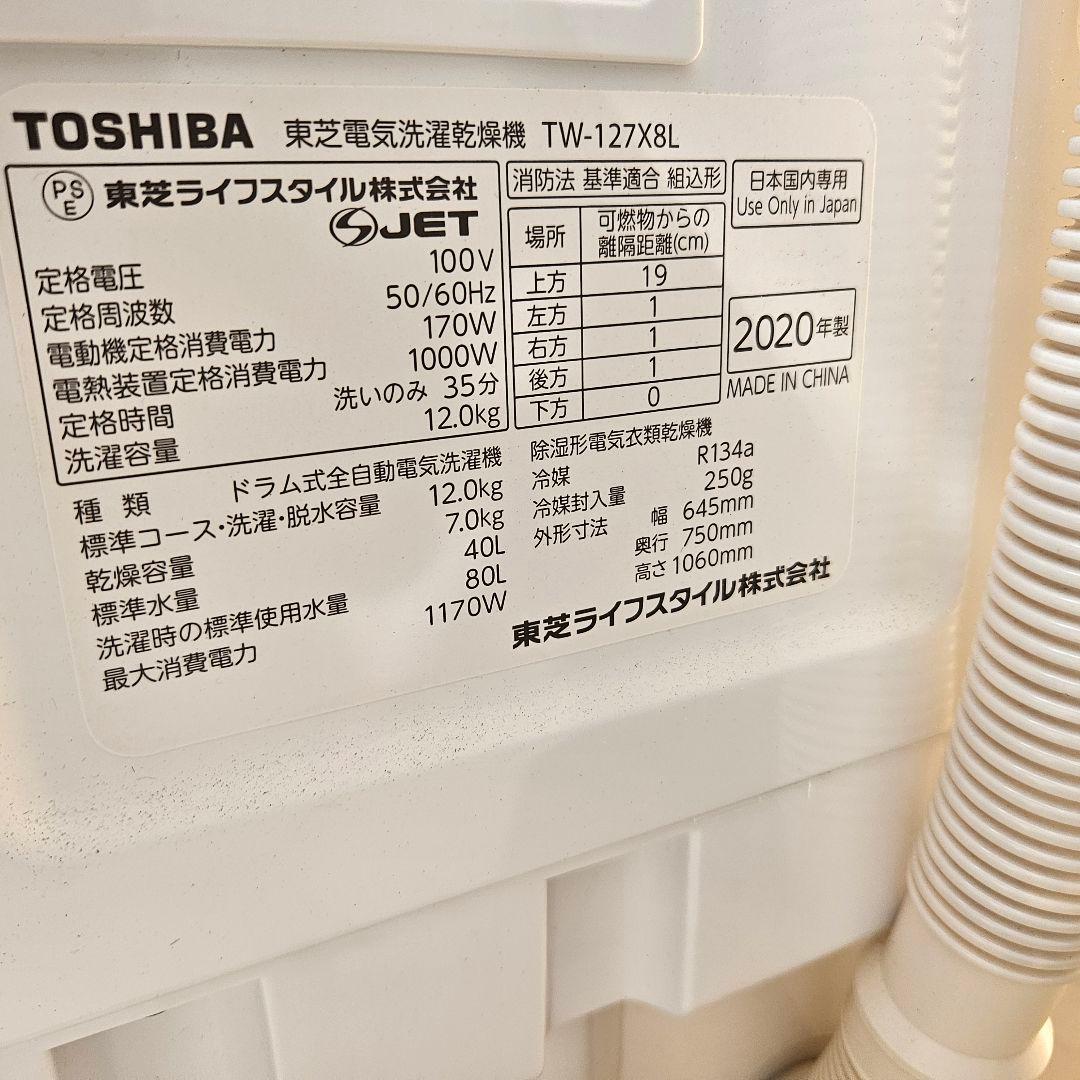 TOSHIBA 東芝電気洗濯乾燥機 TW-127X8L
PSE 東芝ライフスタイル株式会社
SJET
定格電圧 100V
定格周波数 50/60Hz
電動機定格消費電力 170W
電熱装置定格消費電力 1000W
定格時間 洗いのみ 35分
洗濯容量 12.0kg
消防法 基準適合 組込形
場所 可燃物からの離隔距離(cm)
上方 19
左方 1
右方 1
後方 1
下方 0
日本国内専用
Use Only in Japan
2020年製
MADE IN CHINA
種 類 ドラム式全自動電気洗濯機
標準コース・洗濯・脱水容量 12.0kg
乾燥容量 7.0kg
標準水量 40L
洗濯時の標準使用水量 80L
最大消費電力 1170W
除湿形電気衣類乾燥機
冷媒 R134a
冷媒封入量 250g
外形寸法 幅 645mm
奥行 750mm
高さ 1060mm
東芝ライフスタイル株式会社